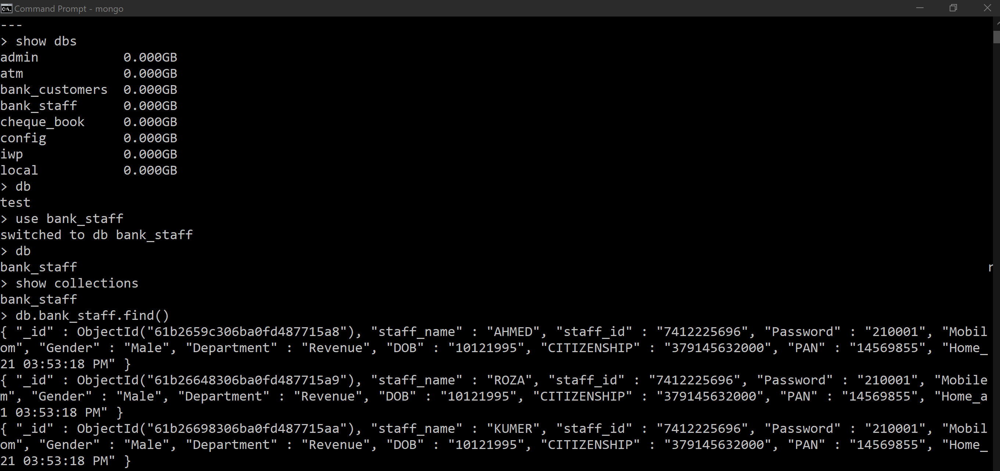 Command Prompt - mongo
---
> show dbs
admin           0.000GB
atm             0.000GB
bank_customers  0.000GB
bank_staff      0.000GB
cheque_book     0.000GB
config          0.000GB
iwp             0.000GB
local           0.000GB
> db
test
> use bank_staff
switched to db bank_staff
> db
bank_staff r
> show collections
bank_staff
> db.bank_staff.find()
{ "_id" : ObjectId("61b2659c306ba0fd487715a8"), "staff_name" : "AHMED", "staff_id" : "7412225696", "Password" : "210001", "Mobil
om", "Gender" : "Male", "Department" : "Revenue", "DOB" : "10121995", "CITIZENSHIP" : "379145632000", "PAN" : "14569855", "Home_
21 03:53:18 PM" }
{ "_id" : ObjectId("61b26648306ba0fd487715a9"), "staff_name" : "ROZA", "staff_id" : "7412225696", "Password" : "210001", "Mobile
m", "Gender" : "Male", "Department" : "Revenue", "DOB" : "10121995", "CITIZENSHIP" : "379145632000", "PAN" : "14569855", "Home_a
1 03:53:18 PM" }
{ "_id" : ObjectId("61b26698306ba0fd487715aa"), "staff_name" : "KUMER", "staff_id" : "7412225696", "Password" : "210001", "Mobil
om", "Gender" : "Male", "Department" : "Revenue", "DOB" : "10121995", "CITIZENSHIP" : "379145632000", "PAN" : "14569855", "Home_
21 03:53:18 PM" }